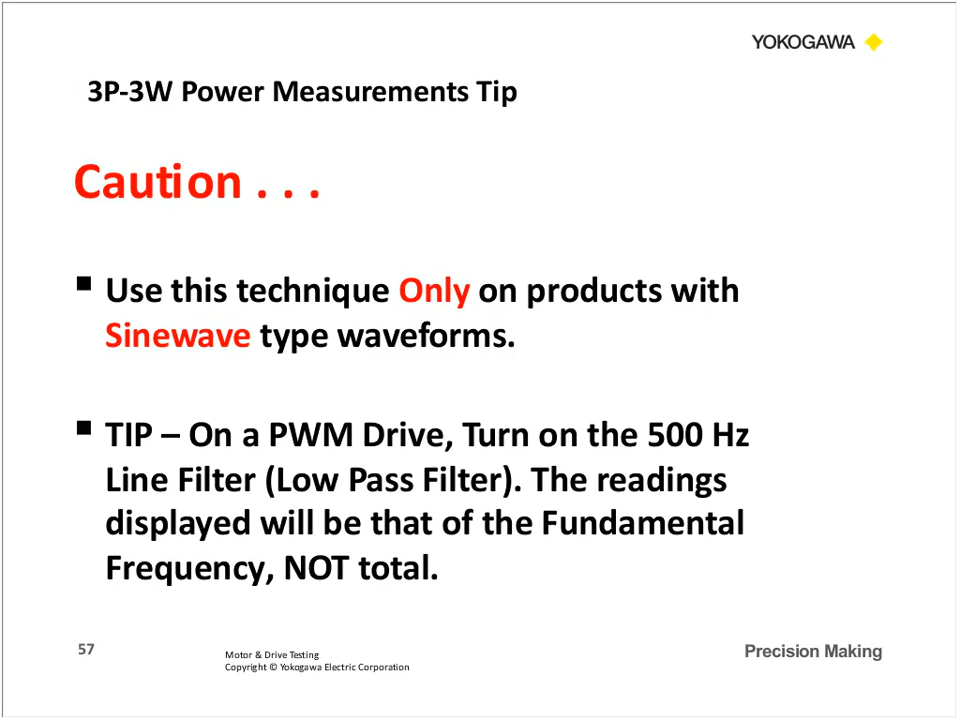 YOKOGAWA
3P-3W Power Measurements Tip
Caution . . .
▪ Use this technique Only on products with
Sinewave type waveforms.
▪ TIP – On a PWM Drive, Turn on the 500 Hz
Line Filter (Low Pass Filter). The readings
displayed will be that of the Fundamental
Frequency, NOT total.
57
Motor & Drive Testing
Copyright © Yokogawa Electric Corporation
Precision Making